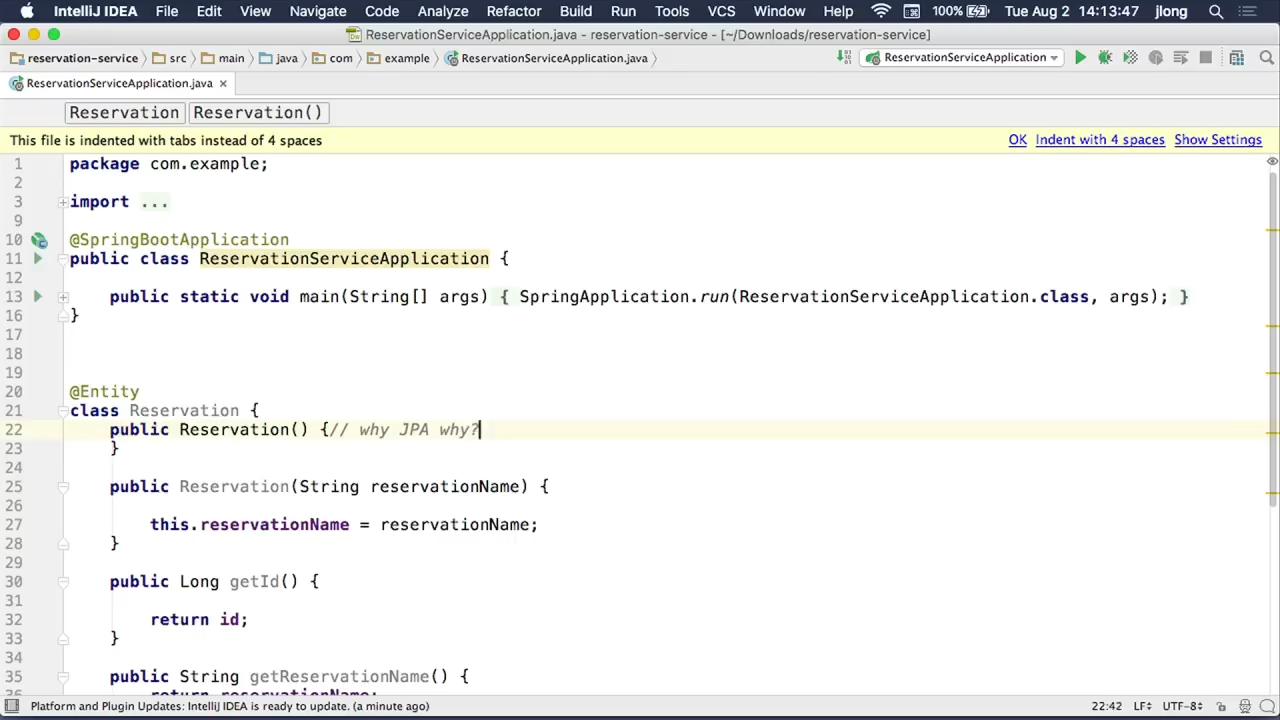 IntelliJ IDEA File Edit View Navigate Code Analyze Refactor Build Run Tools VCS Window Help 100% Tue Aug 2 14:13:47 jlong
ReservationServiceApplication.java - reservation-service - [~/Downloads/reservation-service]
reservation-service src main java com example ReservationServiceApplication.java ReservationServiceApplication
ReservationServiceApplication.java ×
Reservation Reservation()
This file is indented with tabs instead of 4 spaces OK Indent with 4 spaces Show Settings
1 package com.example;
2
3 import ...
9
10 @SpringBootApplication
11 public class ReservationServiceApplication {
12
13 public static void main(String[] args) { SpringApplication.run(ReservationServiceApplication.class, args); }
16 }
17
18
19
20 @Entity
21 class Reservation {
22 public Reservation() {// why JPA why?
23 }
24
25 public Reservation(String reservationName) {
26
27 this.reservationName = reservationName;
28 }
29
30 public Long getId() {
31
32 return id;
33 }
34
35 public String getReservationName() {
36 return reservationName;
Platform and Plugin Updates: IntelliJ IDEA is ready to update. (a minute ago) 22:42 LF UTF-8